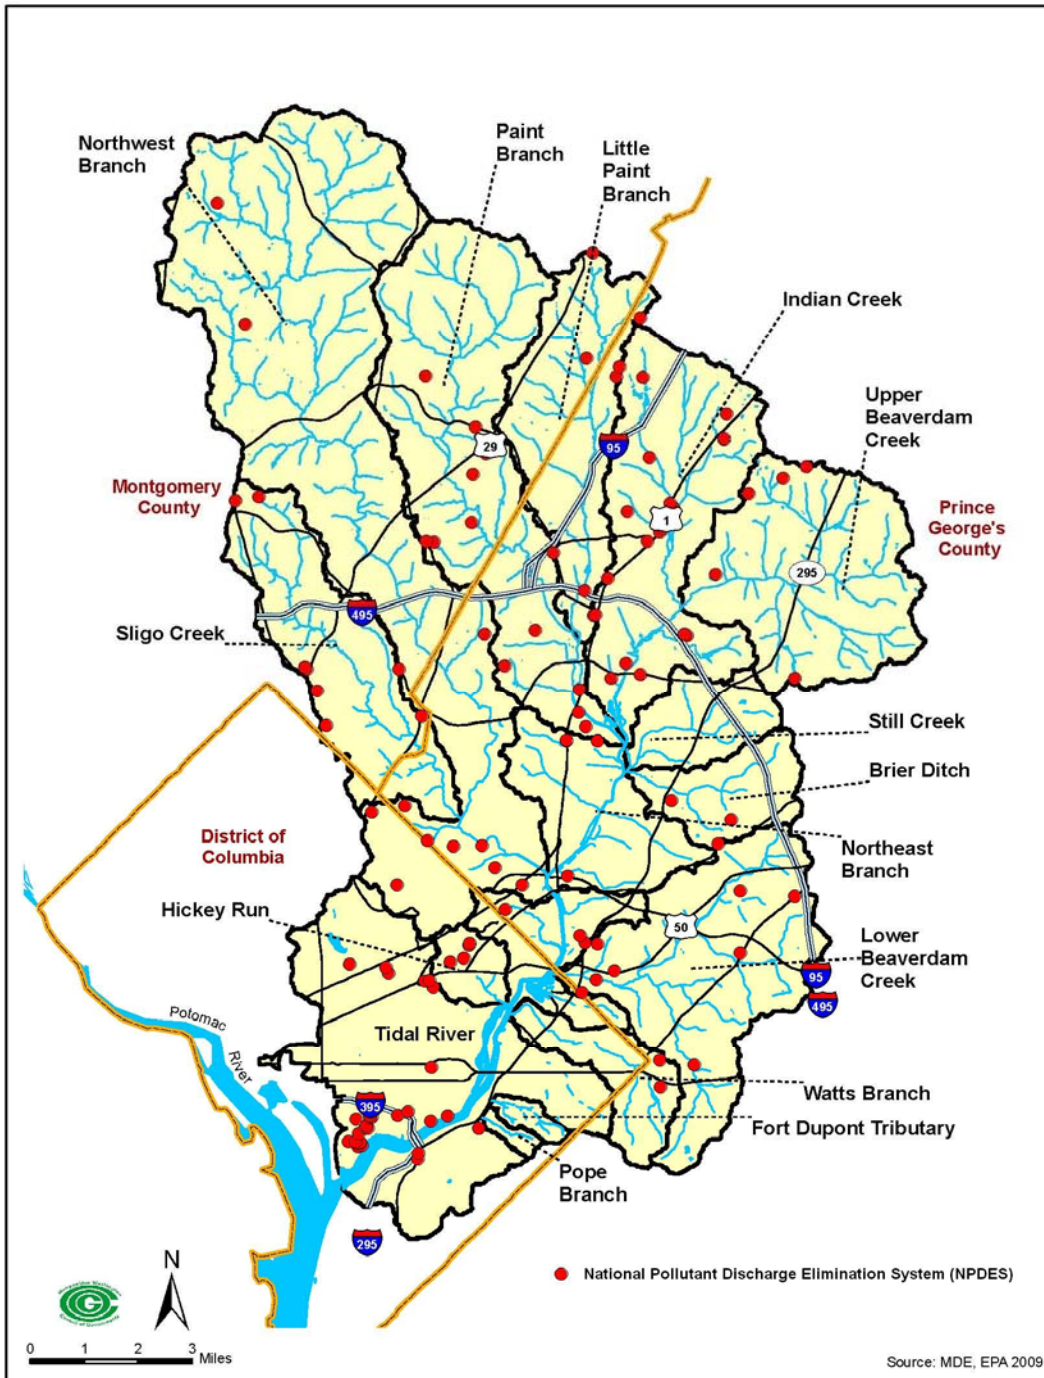 Northwest
Branch
Paint
Branch
Little
Paint
Branch
Indian Creek
Upper
Beaverdam
Creek
29
95
Montgomery
County
1
Prince
George's
County
295
495
Sligo Creek
Still Creek
Brier Ditch
District of
Columbia
Northeast
Branch
Hickey Run
50
Lower
Beaverdam
Creek
95
495
Potomac
River
Tidal River
Watts Branch
395
Fort Dupont Tributary
Pope
Branch
295
N
National Pollutant Discharge Elimination System (NPDES)
0 1 2 3
Miles
Source: MDE, EPA 2009